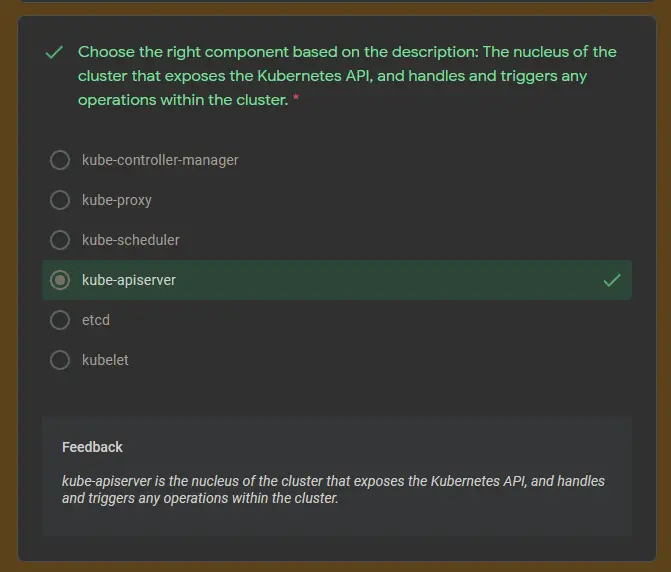 Choose the right component based on the description: The nucleus of the
cluster that exposes the Kubernetes API, and handles and triggers any
operations within the cluster. *
kube-controller-manager
kube-proxy
kube-scheduler
kube-apiserver
etcd
kubelet
Feedback
kube-apiserver is the nucleus of the cluster that exposes the Kubernetes API, and handles
and triggers any operations within the cluster.